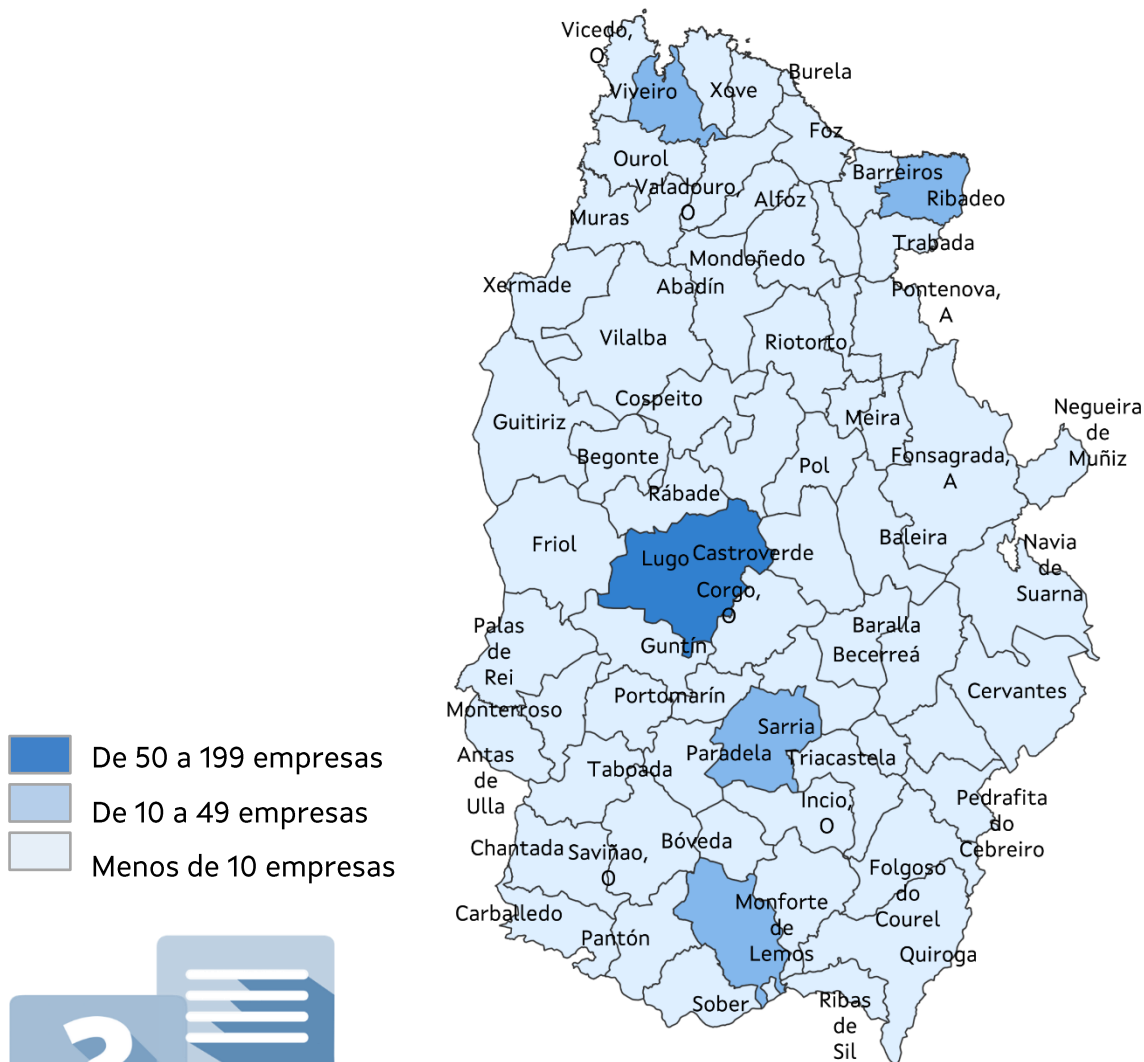 Vicedo,
O
Viveiro
Xove
Burela
Foz
Ourol
Barreiros
Valadouro,
O
Alfoz
Ribadeo
Muras
Trabada
Mondoñedo
Xermade
Abadín
Pontenova,
A
Vilalba
Riotorto
Cospeito
Guitiriz
Meira
Negueira
de
Muñiz
Begonte
Pol
Fonsagrada,
A
Rábade
Friol
Lugo
Castroverde
Baleira
Navia
de
Suarna
Corgo,
O
Palas
de
Rei
Guntín
Baralla
Becerreá
Portomarín
Cervantes
Monterroso
Sarria
Antas
de
Ulla
Taboada
Paradela
Triacastela
Incio,
O
Pedrafita
do
Cebreiro
Chantada
Saviñao,
O
Bóveda
Folgoso
do
Courel
Carballedo
Pantón
Monforte
de
Lemos
Quiroga
Sober
Ribas
de
Sil
De 50 a 199 empresas
De 10 a 49 empresas
Menos de 10 empresas
?